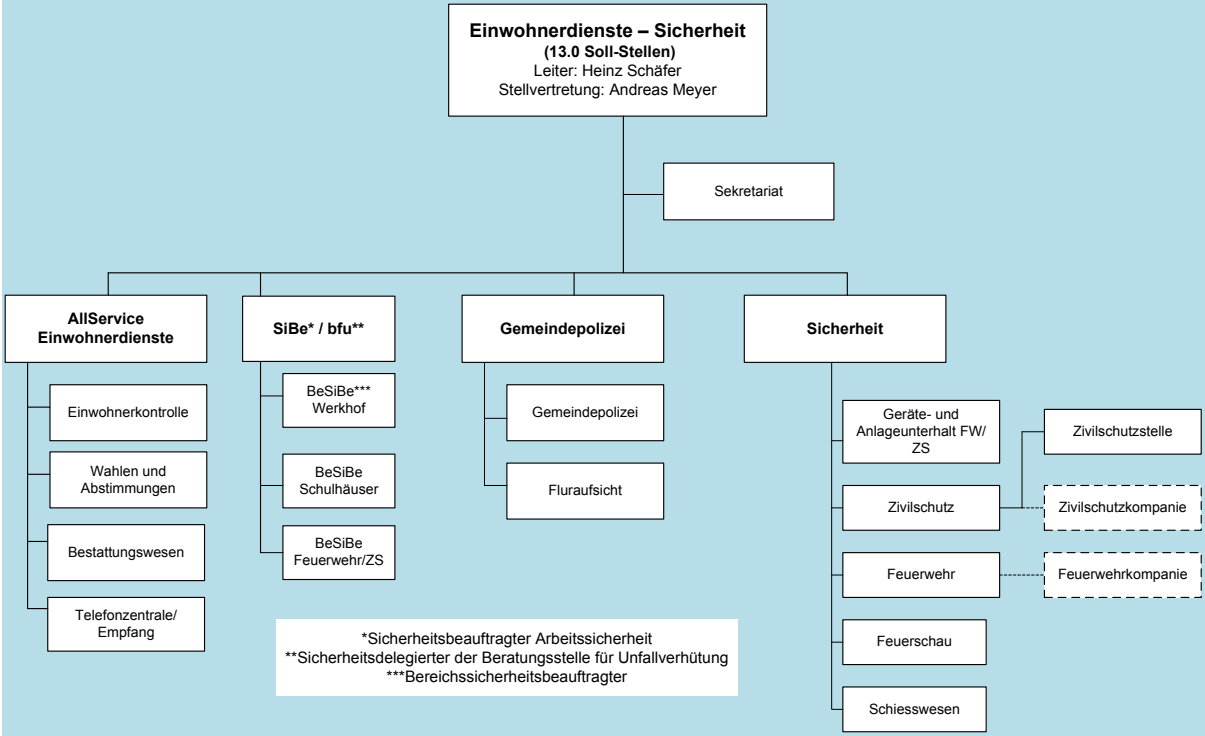 Einwohnerdienste – Sicherheit
(13.0 Soll-Stellen)
Leiter: Heinz Schäfer
Stellvertretung: Andreas Meyer
Sekretariat
AllService
Einwohnerdienste
Einwohnerkontrolle
Wahlen und
Abstimmungen
Bestattungswesen
Telefonzentrale/
Empfang
SiBe* / bfu**
BeSiBe***
Werkhof
BeSiBe
Schulhäuser
BeSiBe
Feuerwehr/ZS
Gemeindepolizei
Gemeindepolizei
Fluraufsicht
Sicherheit
Geräte- und
Anlageunterhalt FW/
ZS
Zivilschutz
Zivilschutzstelle
Zivilschutzkompanie
Feuerwehr
Feuerwehrkompanie
Feuerschau
Schiesswesen
*Sicherheitsbeauftragter Arbeitssicherheit
**Sicherheitsdelegierter der Beratungsstelle für Unfallverhütung
***Bereichssicherheitsbeauftragter